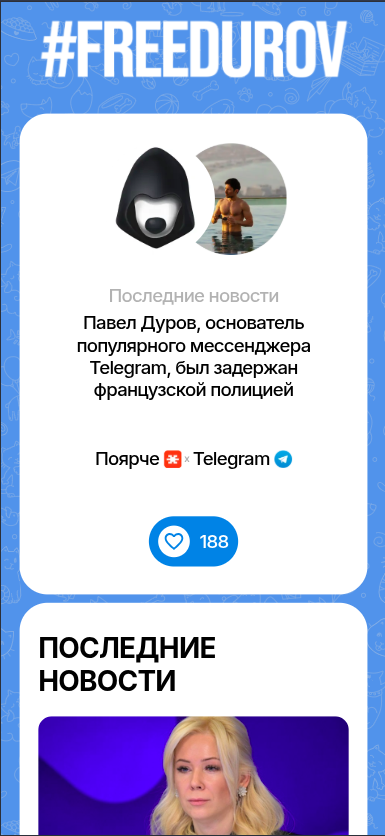 #FREEDUROV
Последние новости
Павел Дуров, основатель
популярного мессенджера
Telegram, был задержан
французской полицией
Поярче x Telegram
188
ПОСЛЕДНИЕ
НОВОСТИ